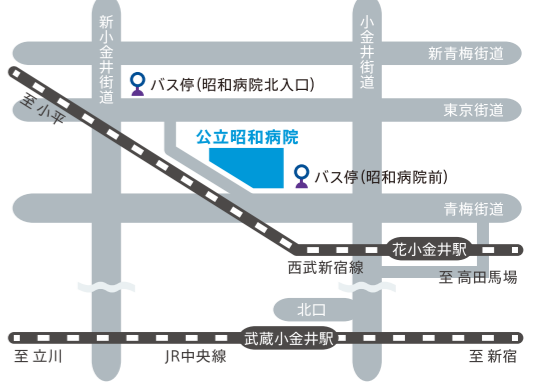 新小金井街道
小金井街道
新青梅街道
バス停(昭和病院北入口)
至 小平
東京街道
公立昭和病院
バス停(昭和病院前)
青梅街道
花小金井駅
西武新宿線
至 高田馬場
北口
武蔵小金井駅
至 立川
JR中央線
至 新宿